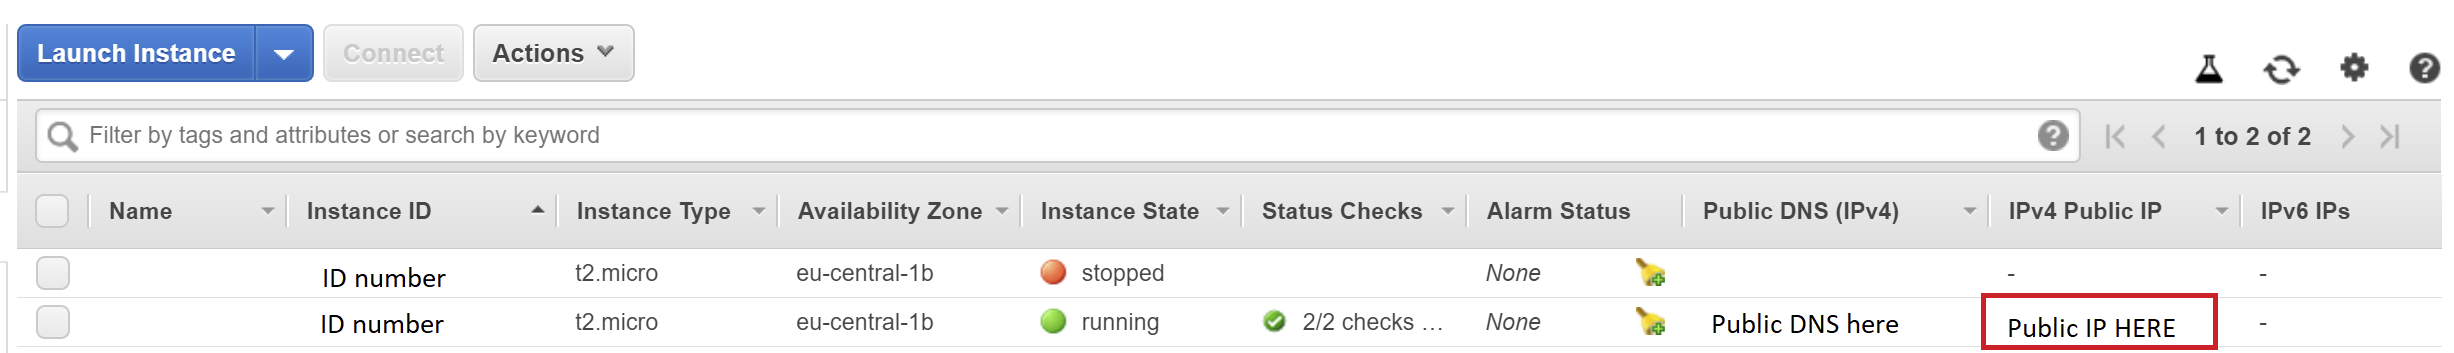 Launch Instance Connect Actions
Filter by tags and attributes or search by keyword ? 1 to 2 of 2
Name Instance ID Instance Type Availability Zone Instance State Status Checks Alarm Status Public DNS (IPv4) IPv4 Public IP IPv6 IPs
ID number t2.micro eu-central-1b stopped None - -
ID number t2.micro eu-central-1b running 2/2 checks … None Public DNS here Public IP HERE -